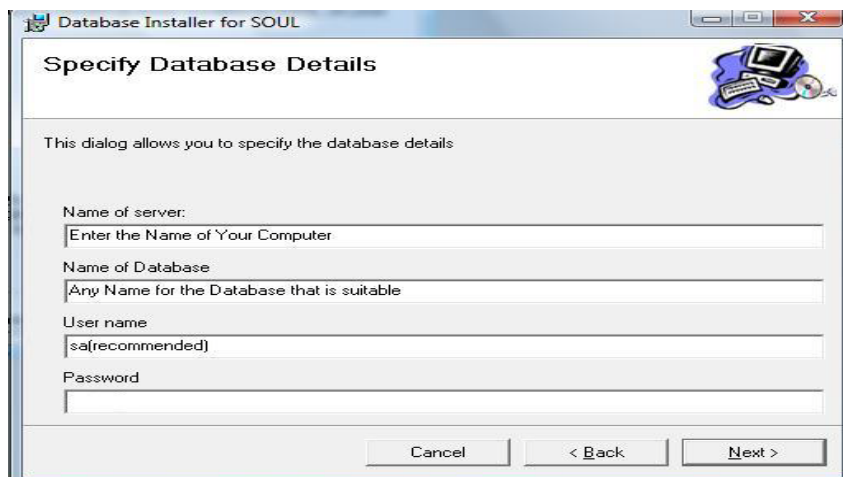 Database Installer for SOUL
Specify Database Details
This dialog allows you to specify the database details
Name of server:
Enter the Name of Your Computer
Name of Database
Any Name for the Database that is suitable
User name
sa(recommended)
Password
Cancel
< Back
Next >